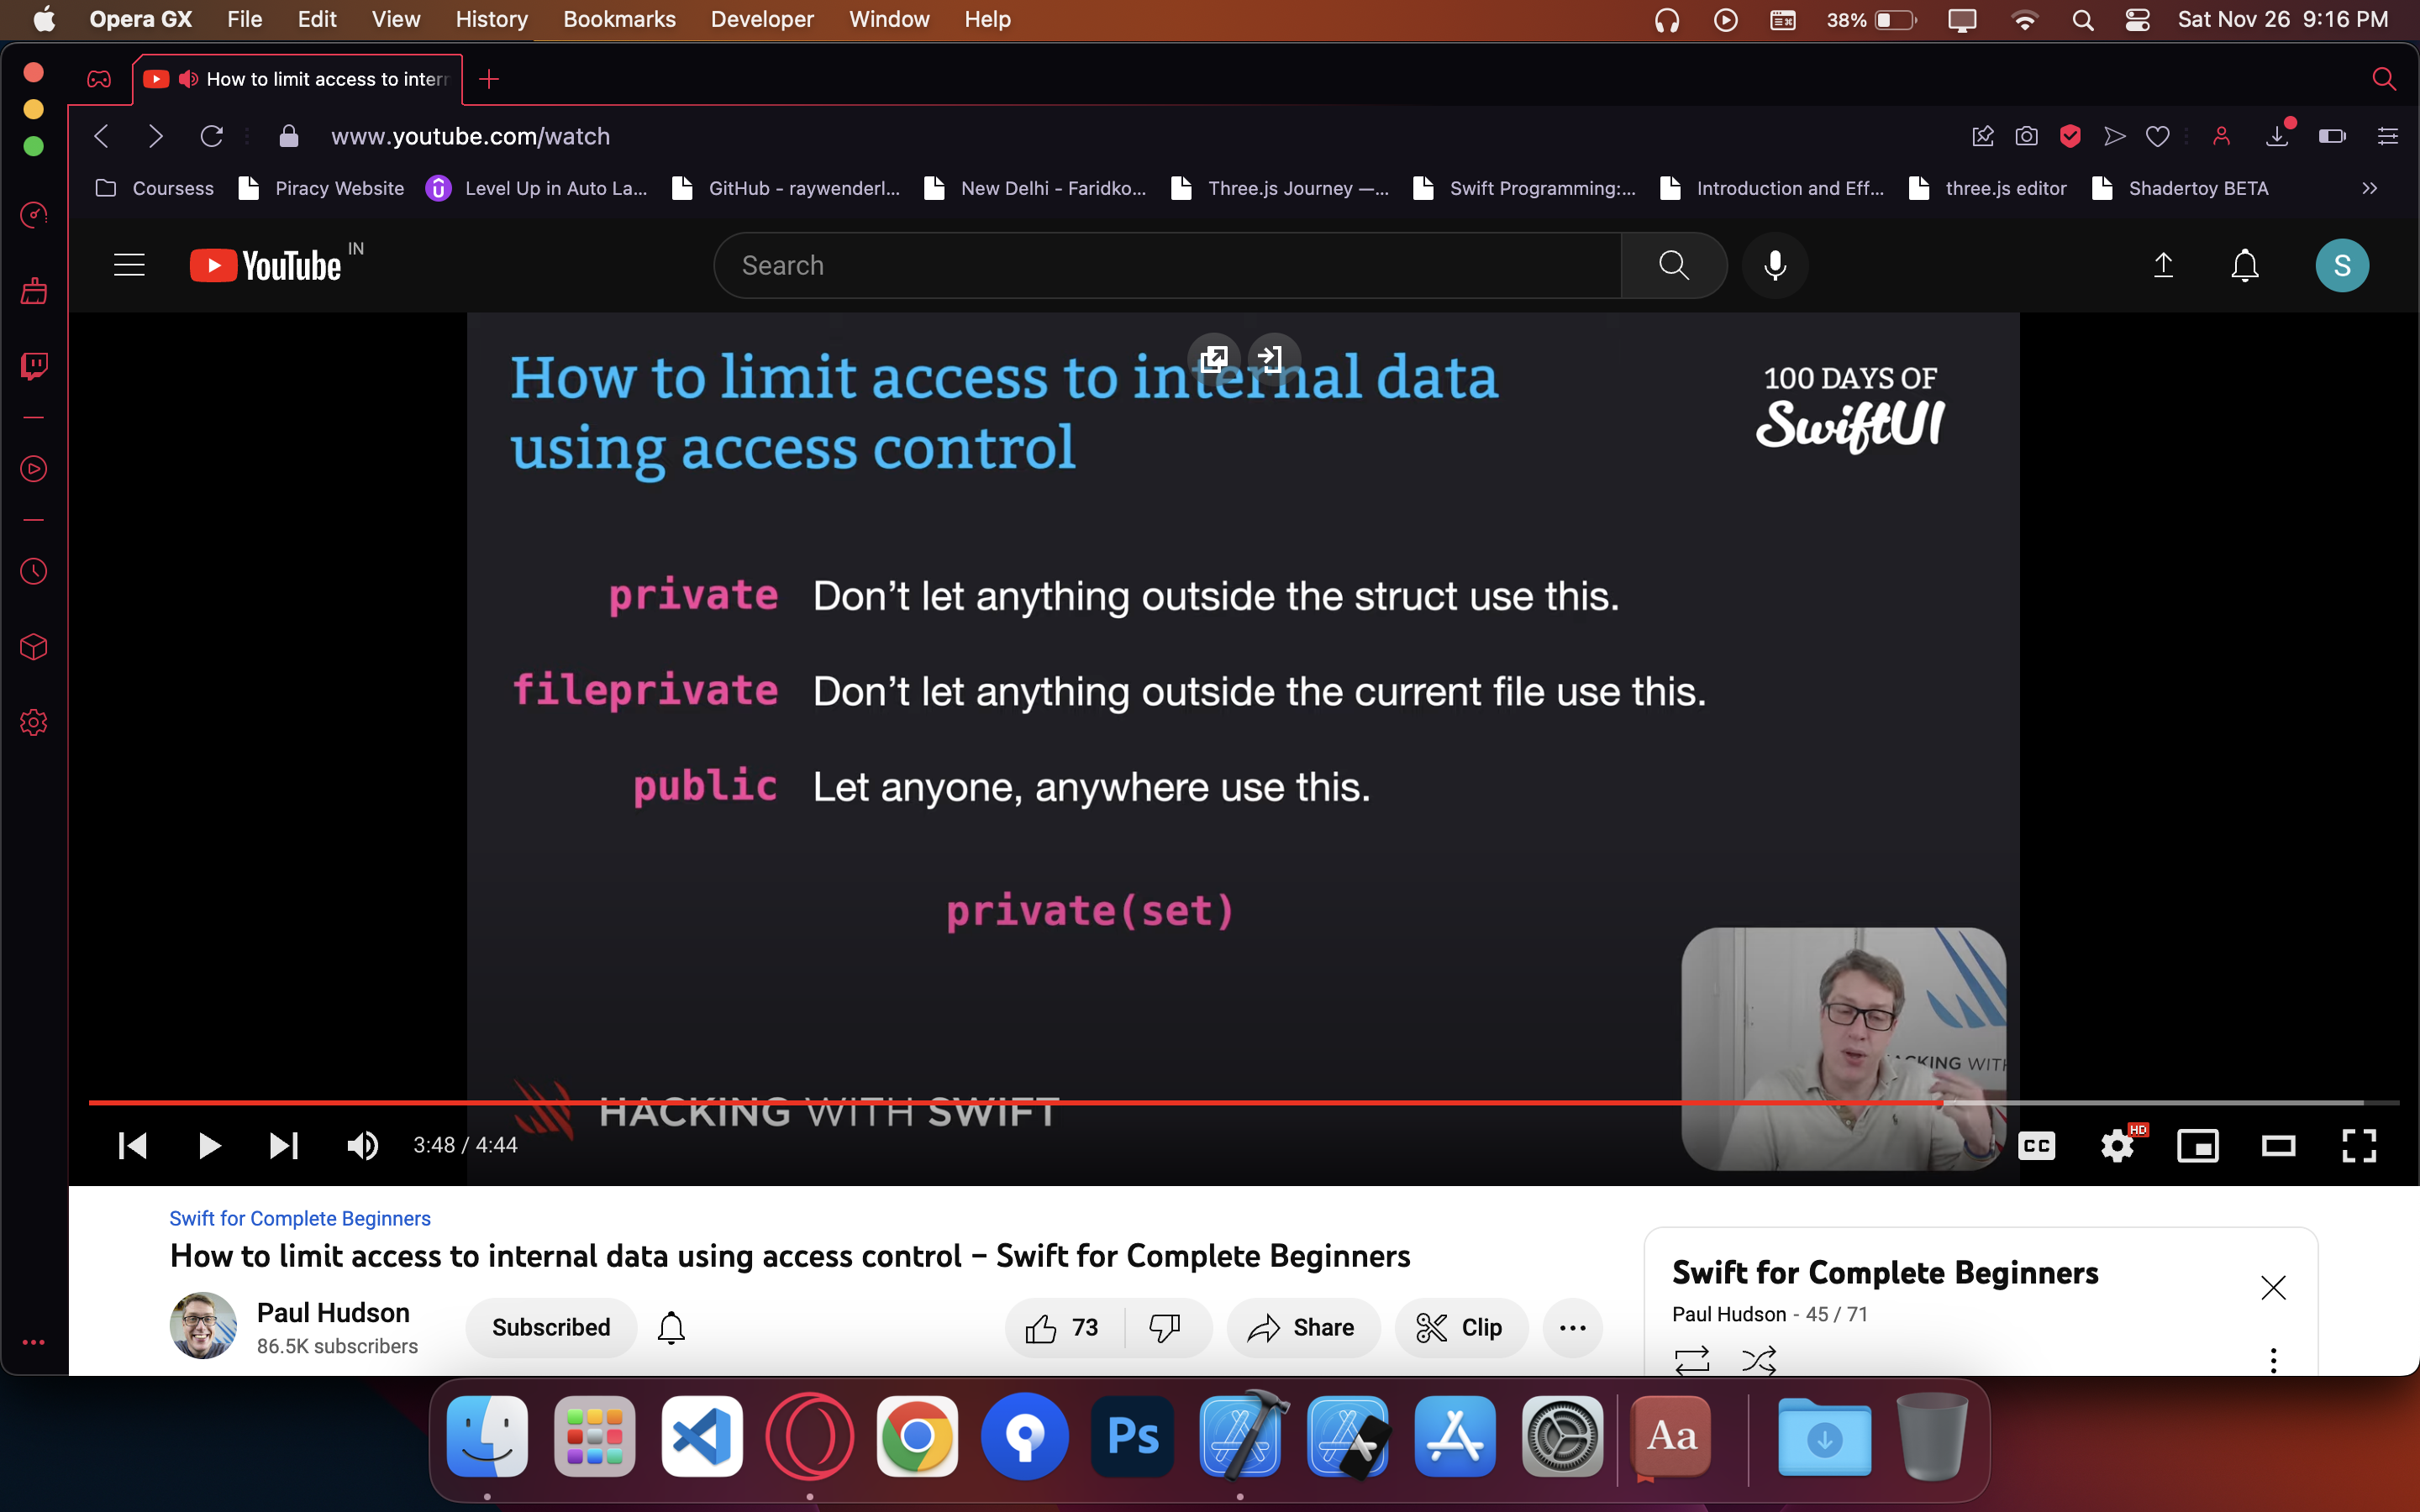 Opera GX File Edit View History Bookmarks Developer Window Help 38% Sat Nov 26 9:16 PM
How to limit access to intern
www.youtube.com/watch
Coursess Piracy Website Level Up in Auto La... GitHub - raywenderl... New Delhi - Faridko... Three.js Journey —... Swift Programming:... Introduction and Eff... three.js editor Shadertoy BETA
YouTube IN Search S
How to limit access to internal data
using access control
100 DAYS OF
SwiftUI
private Don’t let anything outside the struct use this.
fileprivate Don’t let anything outside the current file use this.
public Let anyone, anywhere use this.
private(set)
HACKING WITH
HACKING WITH SWIFT
3:48 / 4:44 CC HD
Swift for Complete Beginners
How to limit access to internal data using access control – Swift for Complete Beginners
Paul Hudson
86.5K subscribers
Subscribed 73 Share Clip
Swift for Complete Beginners
Paul Hudson - 45 / 71
Ps Aa